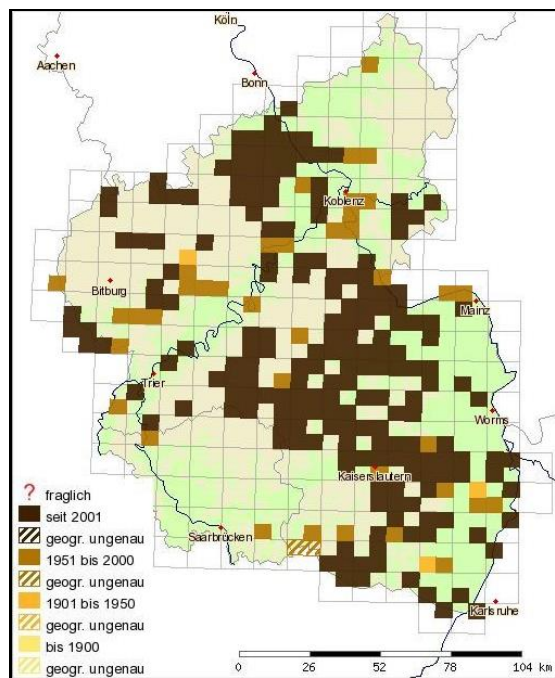 Köln
Aachen
Bonn
Koblenz
Bitburg
Mainz
Trier
Worms
Kaiserslautern
Saarbrücken
Karlsruhe
? fraglich
seit 2001
geogr. ungenau
1951 bis 2000
geogr. ungenau
1901 bis 1950
geogr. ungenau
bis 1900
geogr. ungenau
0 26 52 78 104 km